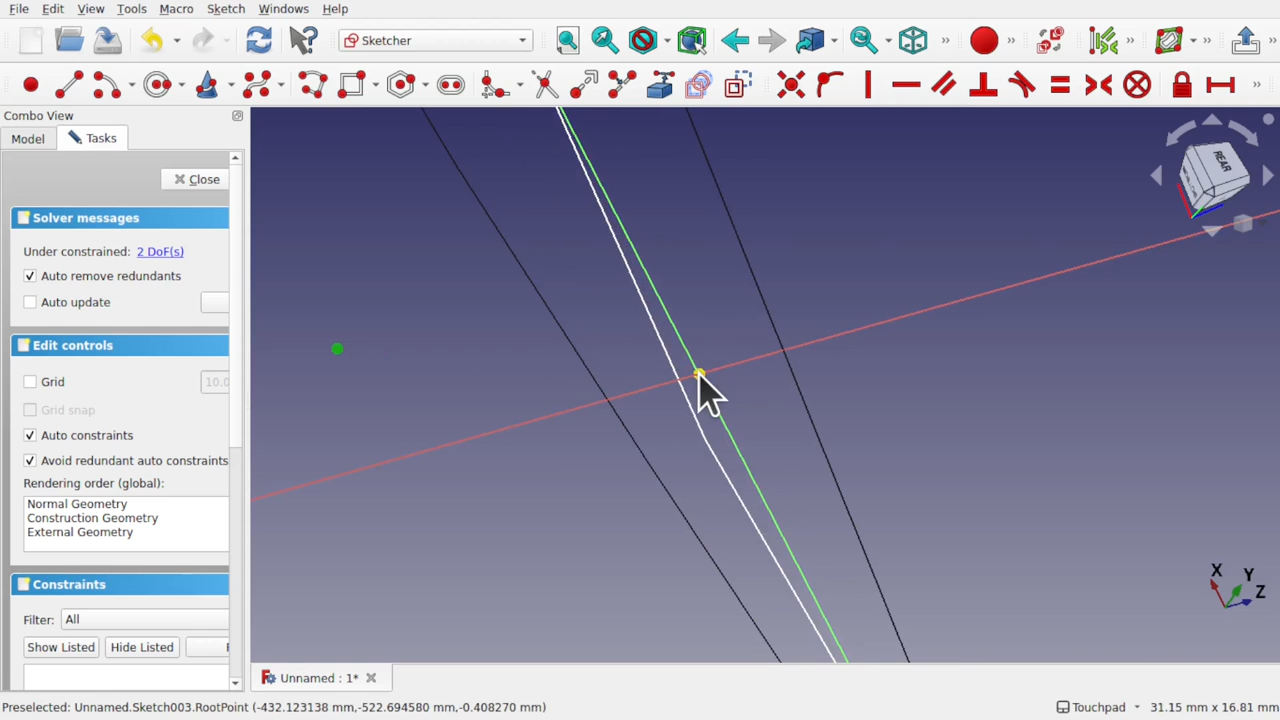 File Edit View Tools Macro Sketch Windows Help
Sketcher
Combo View
Model Tasks
Close
Solver messages
Under constrained: 2 DoF(s)
Auto remove redundants
Auto update
Edit controls
Grid 10.0
Grid snap
Auto constraints
Avoid redundant auto constraints
Rendering order (global):
Normal Geometry
Construction Geometry
External Geometry
Constraints
Filter: All
Show Listed Hide Listed
REAR
X Y Z
Unnamed : 1*
Preselected: Unnamed.Sketch003.RootPoint (-432.123138 mm,-522.694580 mm,-0.408270 mm) Touchpad 31.15 mm x 16.81 mm